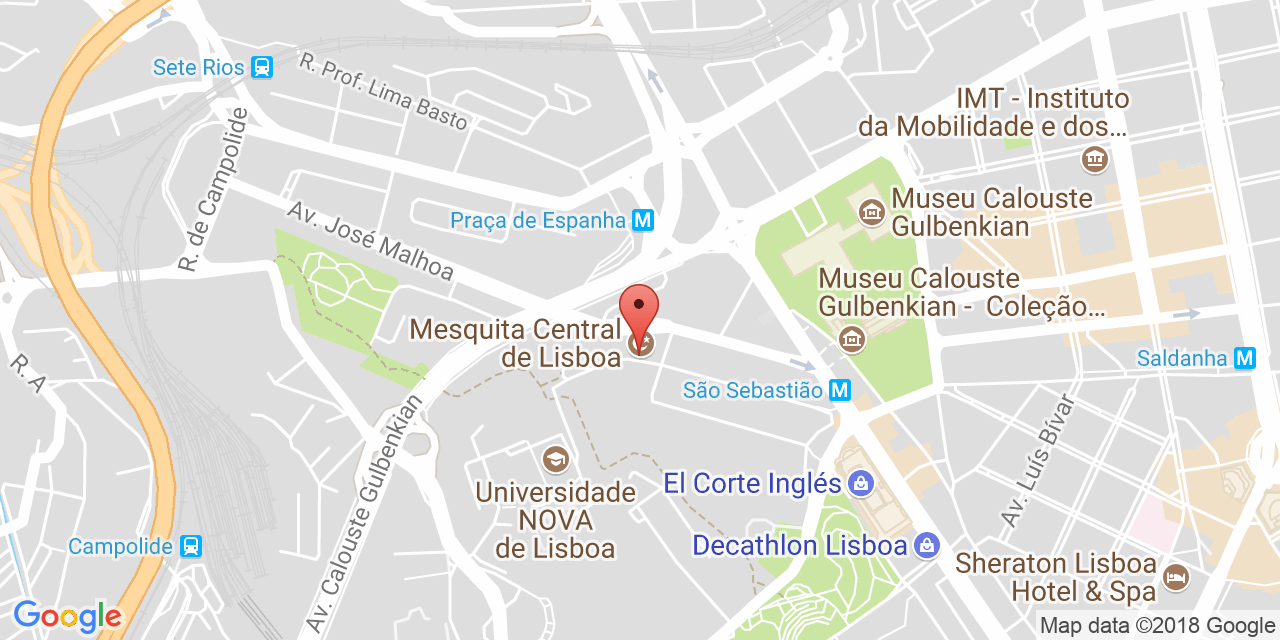 Sete Rios
R. Prof. Lima Basto
R. de Campolide
IMT - Instituto
da Mobilidade e dos...
Av. José Malhoa
Praça de Espanha M
Museu Calouste
Gulbenkian
Museu Calouste
Gulbenkian - Coleção...
Mesquita Central
de Lisboa
R. A
São Sebastião M
Saldanha M
Av. Calouste Gulbenkian
Av. Luís Bívar
Universidade
NOVA
de Lisboa
El Corte Inglés
Campolide
Decathlon Lisboa
Sheraton Lisboa
Hotel & Spa
Google
Map data ©2018 Google